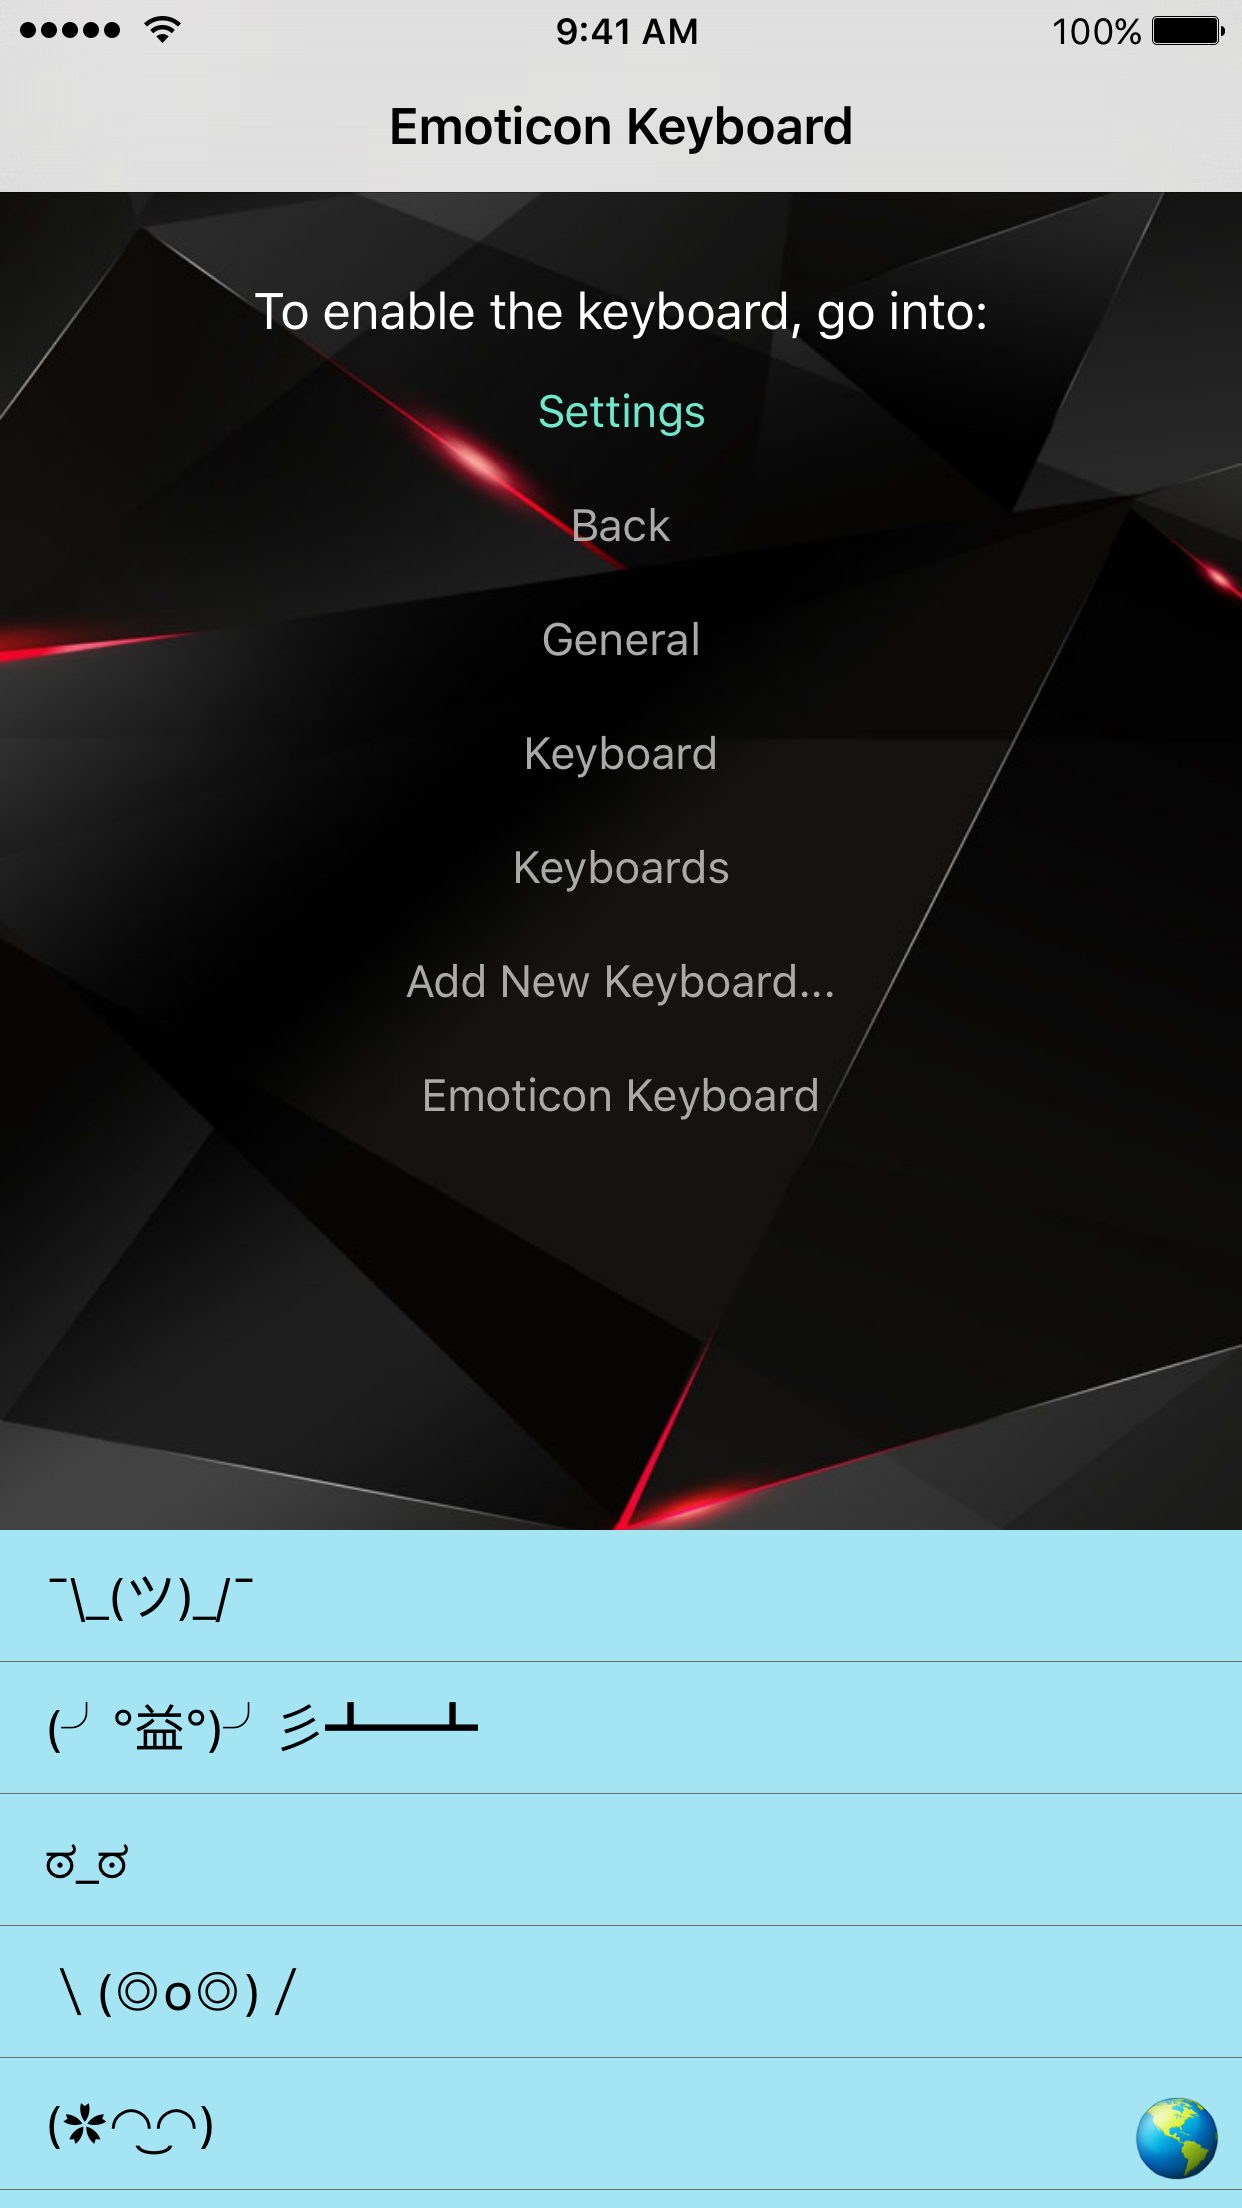 9:41 AM
100%
Emoticon Keyboard
To enable the keyboard, go into:
Settings
Back
General
Keyboard
Keyboards
Add New Keyboard...
Emoticon Keyboard
¯\_(ツ)_/¯
(╯°益°)╯彡┻━┻
ಠ_ಠ
╲(◎o◎)╱
(✿◠‿◠)